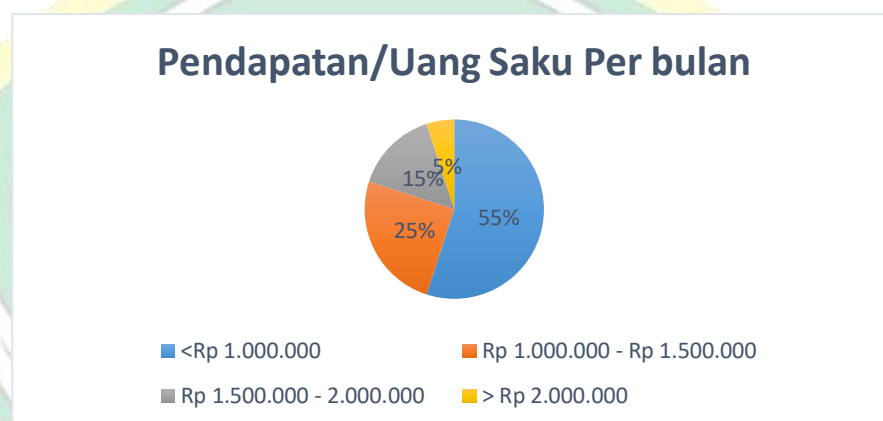 Pendapatan/Uang Saku Per bulan
5%
15%
55%
25%
<Rp 1.000.000
Rp 1.000.000 - Rp 1.500.000
Rp 1.500.000 - 2.000.000
> Rp 2.000.000